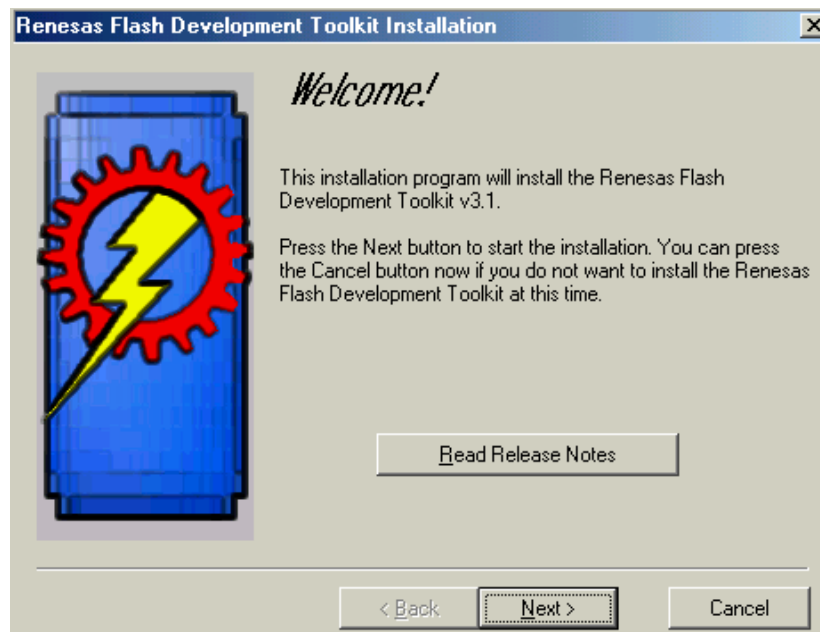 Renesas Flash Development Toolkit Installation
Welcome!
This installation program will install the Renesas Flash
Development Toolkit v3.1.
Press the Next button to start the installation. You can press
the Cancel button now if you do not want to install the Renesas
Flash Development Toolkit at this time.
Read Release Notes
< Back
Next >
Cancel